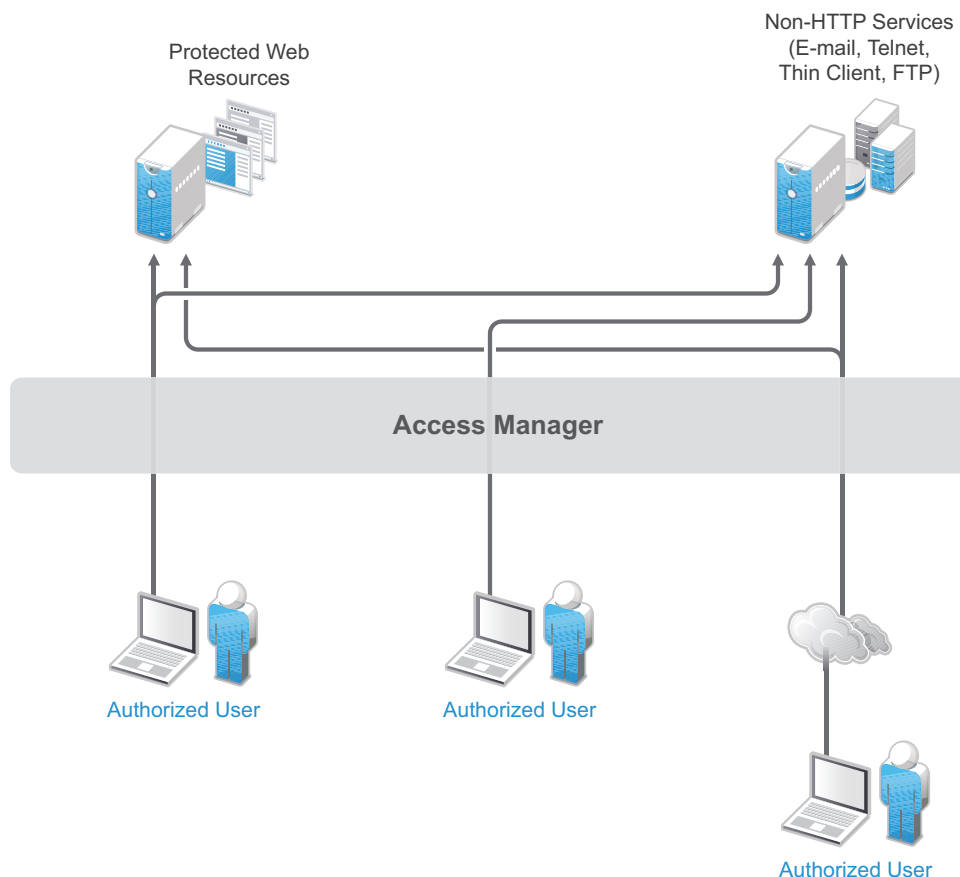 Protected Web
Resources
Non-HTTP Services
(E-mail, Telnet,
Thin Client, FTP)
Access Manager
Authorized User
Authorized User
Authorized User